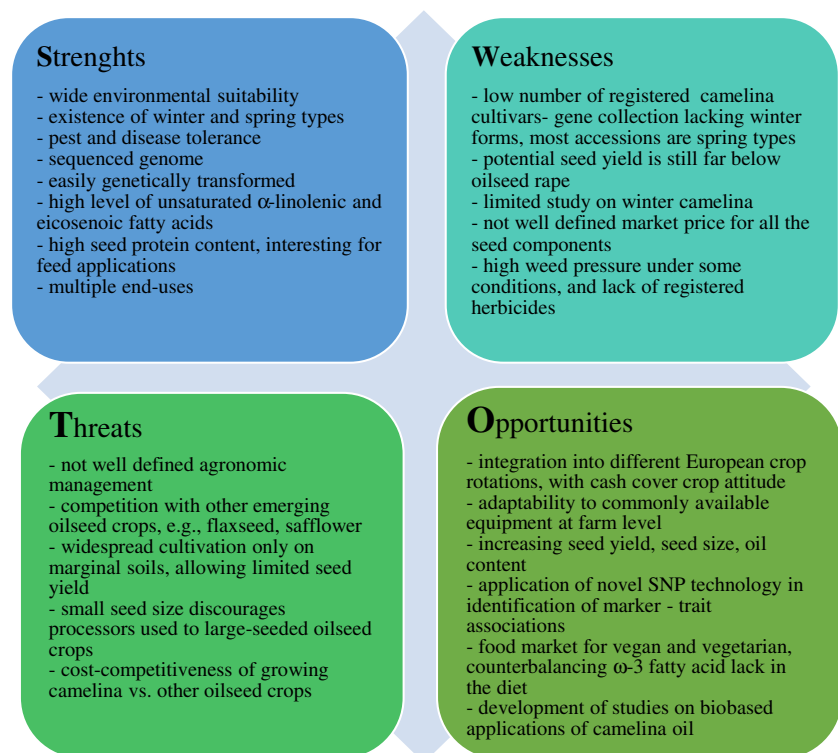 Strenghts
- wide environmental suitability
- existence of winter and spring types
- pest and disease tolerance
- sequenced genome
- easily genetically transformed
- high level of unsaturated α-linolenic and
eicosenoic fatty acids
- high seed protein content, interesting for
feed applications
- multiple end-uses
Weaknesses
- low number of registered camelina
cultivars- gene collection lacking winter
forms, most accessions are spring types
- potential seed yield is still far below
oilseed rape
- limited study on winter camelina
- not well defined market price for all the
seed components
- high weed pressure under some
conditions, and lack of registered
herbicides
Threats
- not well defined agronomic
management
- competition with other emerging
oilseed crops, e.g., flaxseed, safflower
- widespread cultivation only on
marginal soils, allowing limited seed
yield
- small seed size discourages
processors used to large-seeded oilseed
crops
- cost-competitiveness of growing
camelina vs. other oilseed crops
Opportunities
- integration into different European crop
rotations, with cash cover crop attitude
- adaptability to commonly available
equipment at farm level
- increasing seed yield, seed size, oil
content
- application of novel SNP technology in
identification of marker - trait
associations
- food market for vegan and vegetarian,
counterbalancing ω-3 fatty acid lack in
the diet
- development of studies on biobased
applications of camelina oil